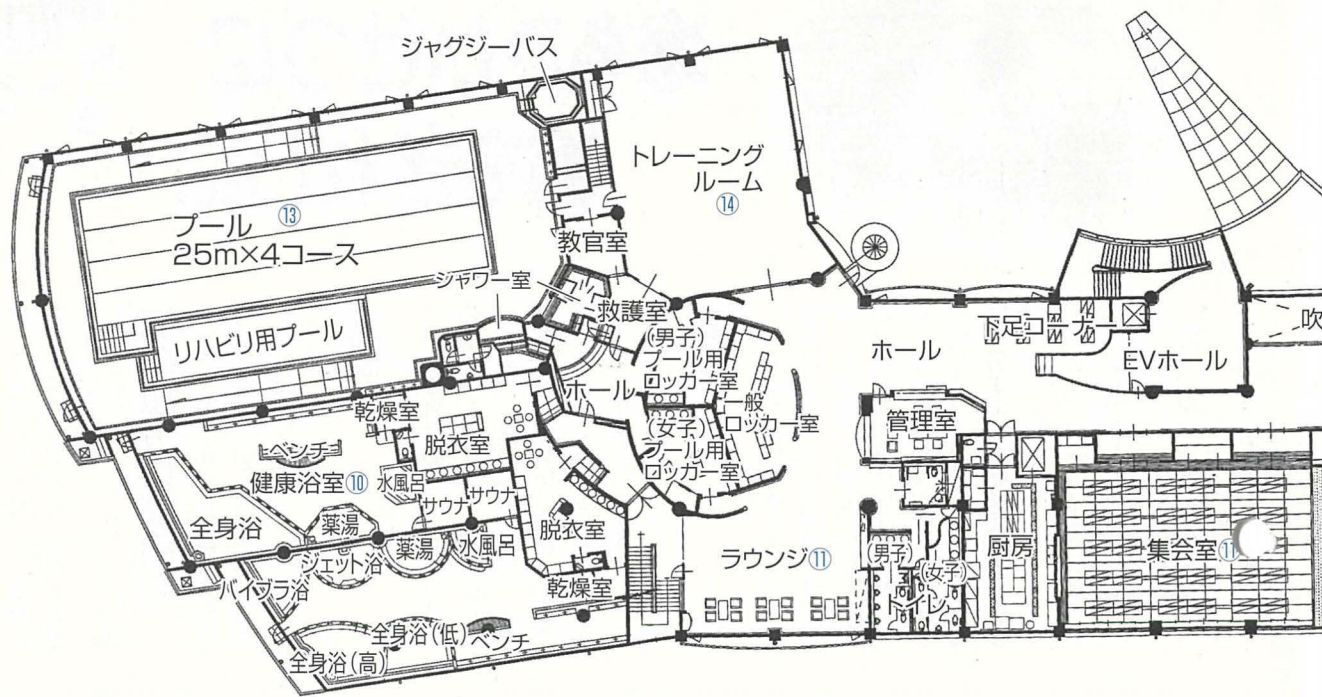 ジャグジーバス
トレーニング
ルーム
⑭
プール ⑬
25m×4コース
教官室
シャワー室
救護室
リハビリ用プール
(男子)
プール用
ロッカー室
ホール
一般
ロッカー室
(女子)
プール用
ロッカー室
ホール
下足コーナー
EVホール
吹
管理室
乾燥室
脱衣室
ベンチ
健康浴室⑩
水風呂
サウナ
サウナ
全身浴
薬湯
薬湯
水風呂
脱衣室
ジェット浴
バイブラ浴
乾燥室
全身浴(低)
ベンチ
全身浴(高)
ラウンジ⑪
(男子)
(女子)
トイレ
厨房
集会室⑪